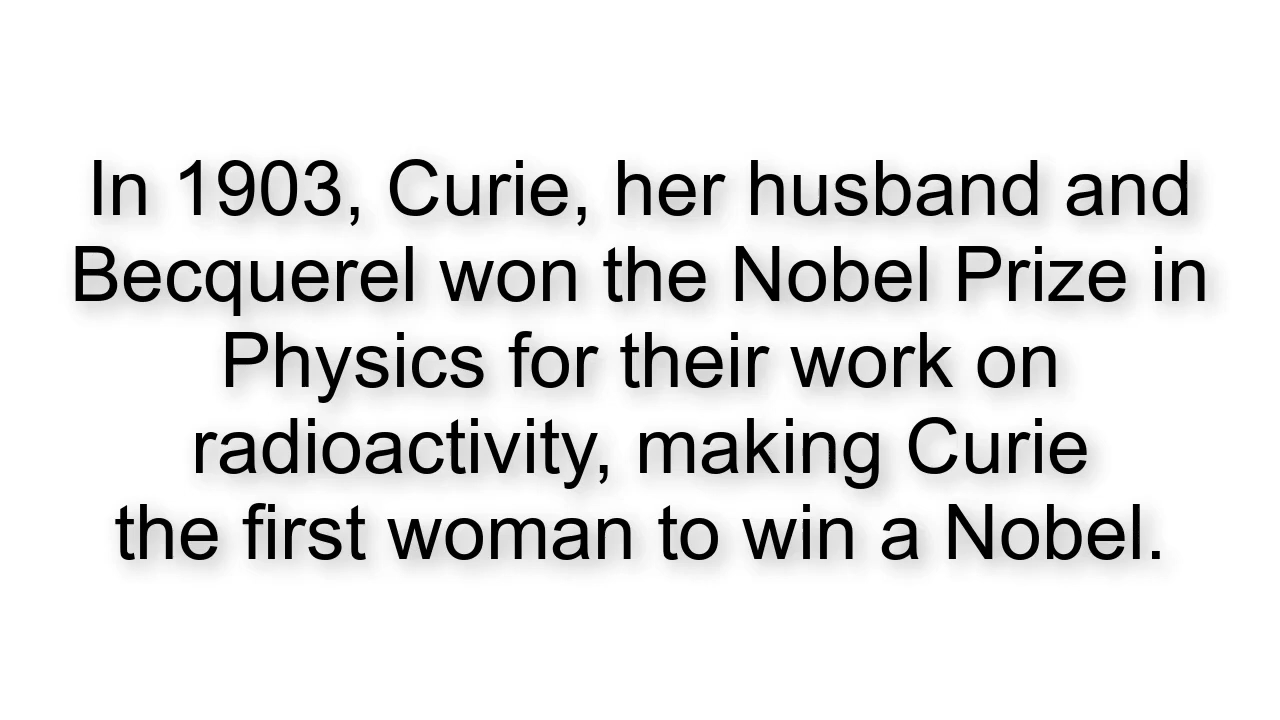 In 1903, Curie, her husband and
Becquerel won the Nobel Prize in
Physics for their work on
radioactivity, making Curie
the first woman to win a Nobel.